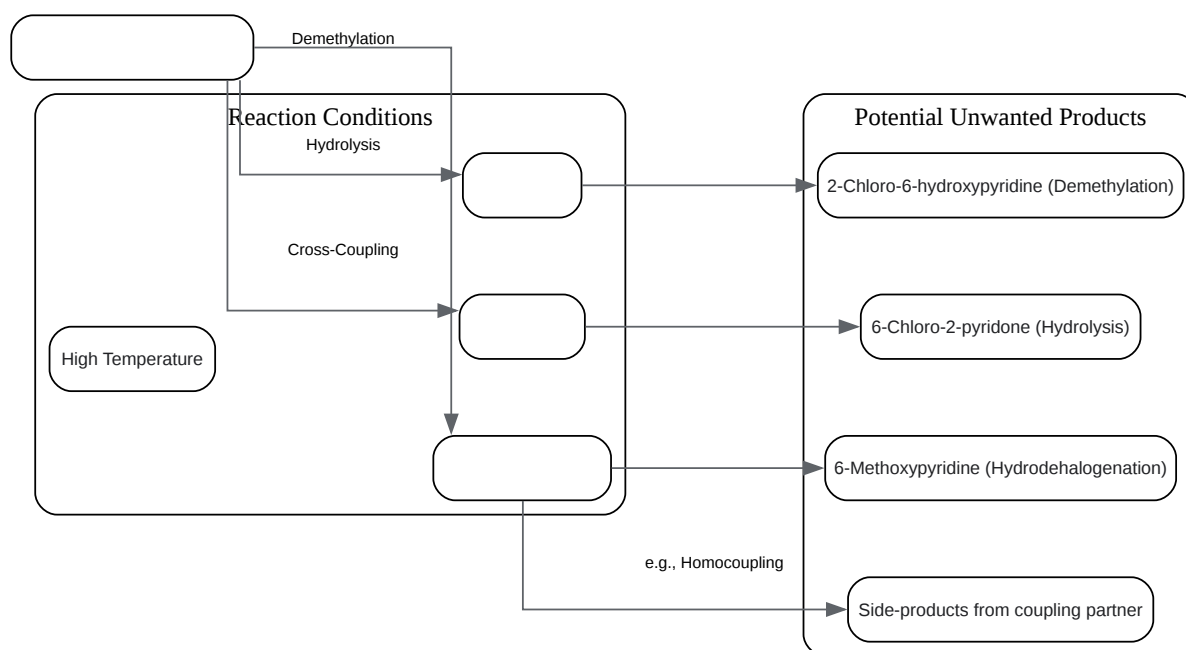 Demethylation
Reaction Conditions
Potential Unwanted Products
Hydrolysis
2-Chloro-6-hydroxypyridine (Demethylation)
Cross-Coupling
6-Chloro-2-pyridone (Hydrolysis)
High Temperature
6-Methoxypyridine (Hydrodehalogenation)
e.g., Homocoupling
Side-products from coupling partner